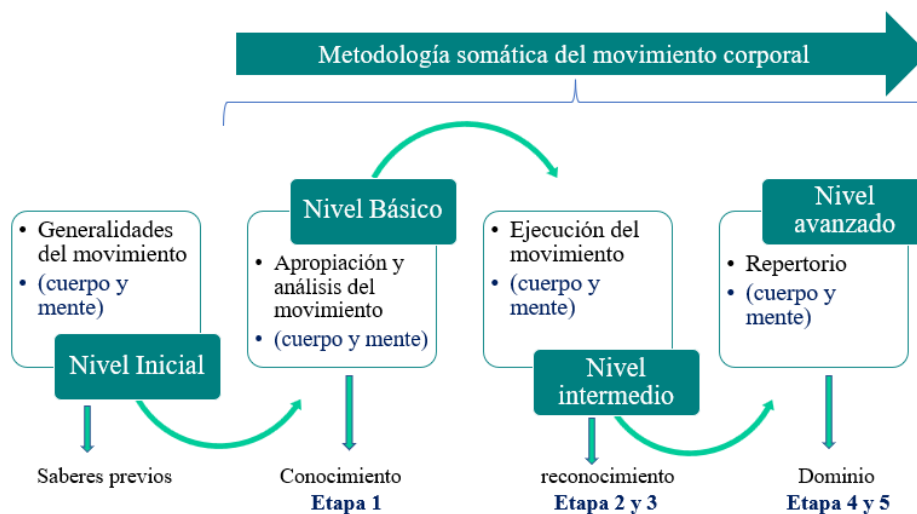 Metodología somática del movimiento corporal
• Generalidades
del movimiento
• (cuerpo y
mente)
Nivel Inicial
Saberes previos
Nivel Básico
• Apropiación y
análisis del
movimiento
• (cuerpo y mente)
Conocimiento
Etapa 1
• Ejecución del
movimiento
• (cuerpo y
mente)
Nivel
intermedio
reconocimiento
Etapa 2 y 3
Nivel
avanzado
• Repertorio
• (cuerpo y
mente)
Dominio
Etapa 4 y 5